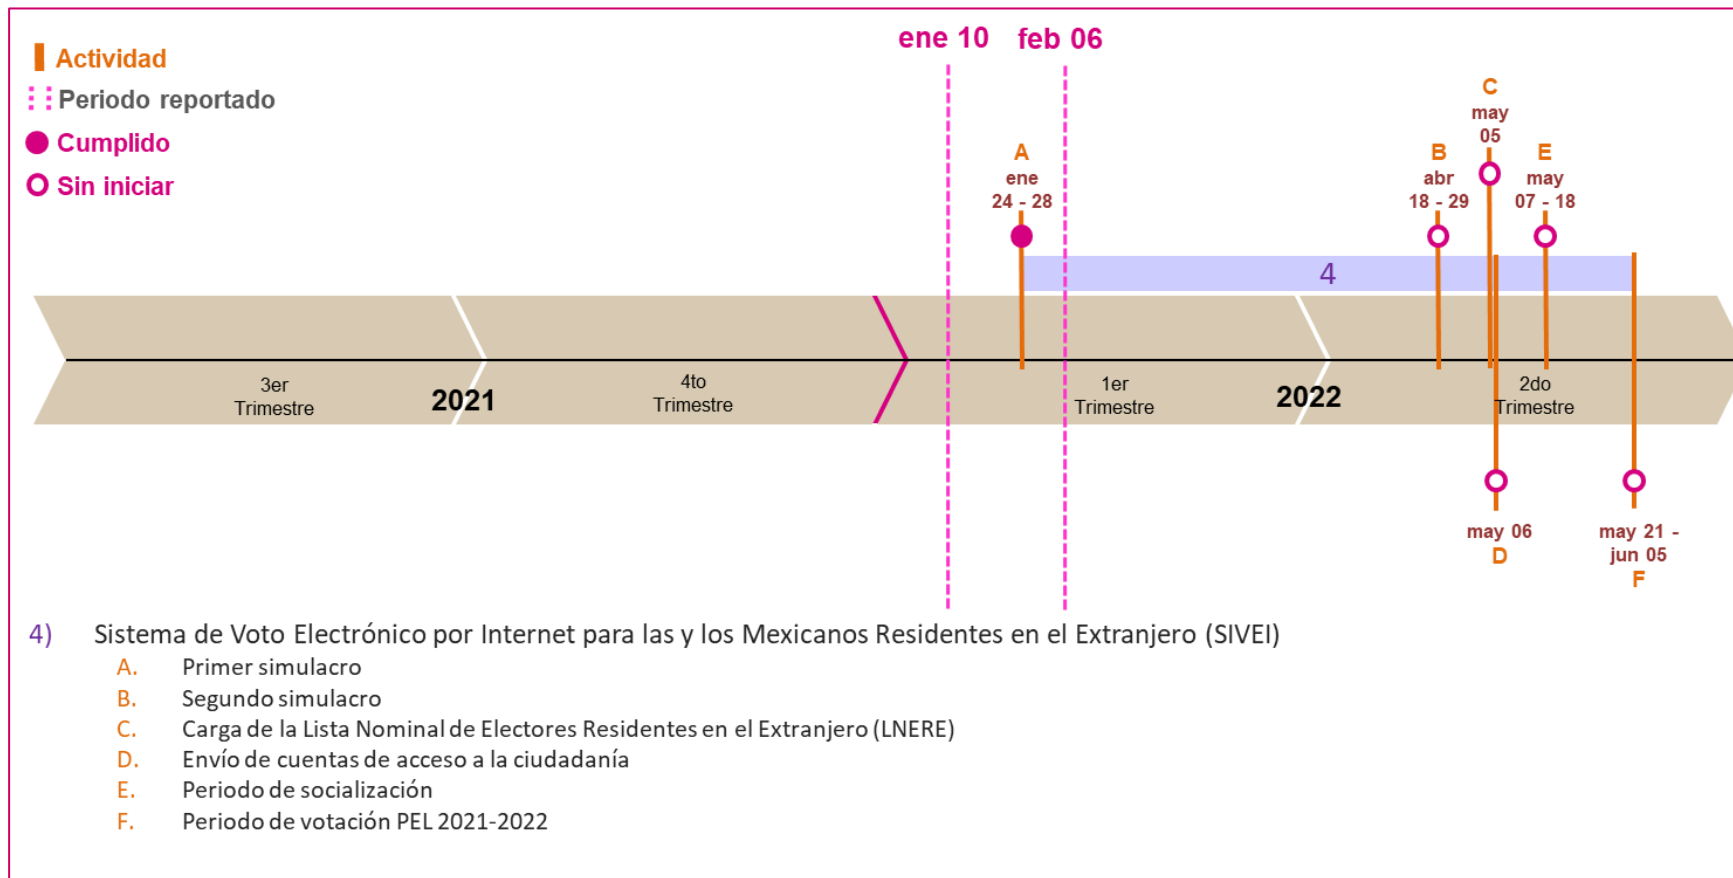 Actividad
Periodo reportado
Cumplido
Sin iniciar
ene 10
feb 06
A
ene
24 - 28
B
abr
18 - 29
C
may
05
E
may
07 - 18
4
3er
Trimestre
2021
4to
Trimestre
1er
Trimestre
2022
2do
Trimestre
may 06
D
may 21 -
jun 05
F
4) Sistema de Voto Electrónico por Internet para las y los Mexicanos Residentes en el Extranjero (SIVEI)
A. Primer simulacro
B. Segundo simulacro
C. Carga de la Lista Nominal de Electores Residentes en el Extranjero (LNERE)
D. Envío de cuentas de acceso a la ciudadanía
E. Periodo de socialización
F. Periodo de votación PEL 2021-2022